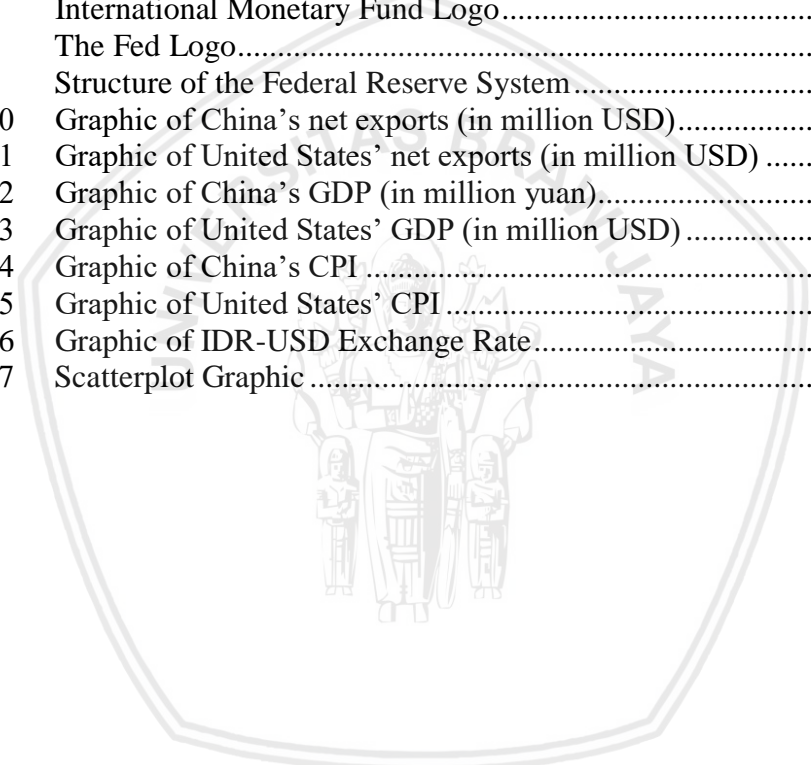 International Monetary Fund Logo..........................................
The Fed Logo.........................................................................
Structure of the Federal Reserve System..............................
0 Graphic of China’s net exports (in million USD).................
1 Graphic of United States’ net exports (in million USD) ......
2 Graphic of China’s GDP (in million yuan)...........................
3 Graphic of United States’ GDP (in million USD) ................
4 Graphic of China’s CPI .........................................................
5 Graphic of United States’ CPI ..............................................
6 Graphic of IDR-USD Exchange Rate...................................
7 Scatterplot Graphic ...............................................................
UNIVERSITAS BRAWIJAYA